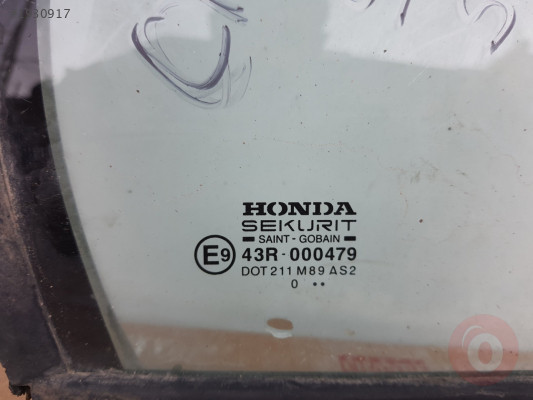 HONDA
SEKURIT
SAINT - GOBAIN
E9 43R-000479
DOT 211 M89 AS2
0 ••